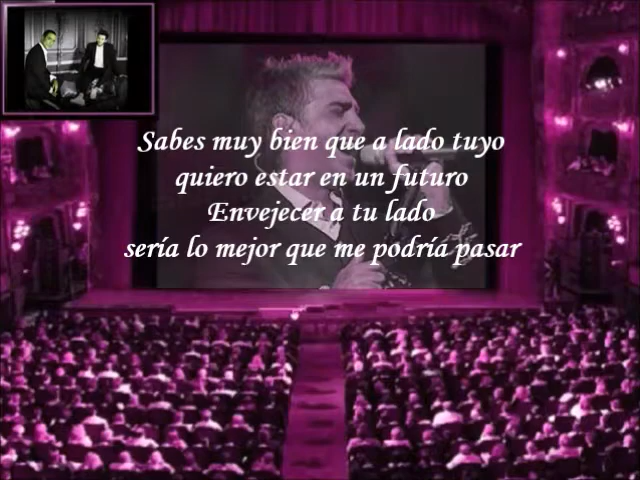 Sabes muy bien que a lado tuyo
quiero estar en un futuro
Envejecer a tu lado
sería lo mejor que me podría pasar